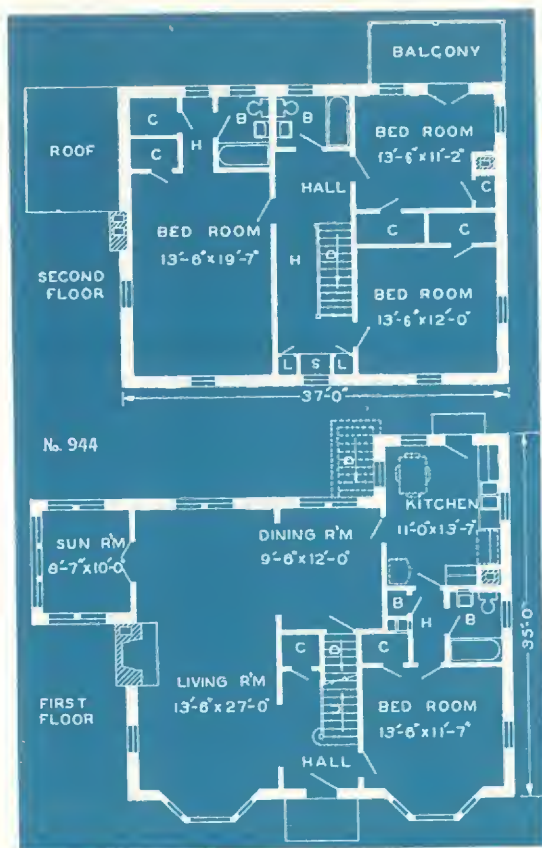 BALCONY
ROOF
C
H
B
B
BED ROOM
13'-6"x11'-2"
C
C
HALL
C
C
BED ROOM
13'-6"x19'-7"
H
D
SECOND
FLOOR
BED ROOM
13'-6"x12'-0"
L
S
L
37'-0"
No. 944
D
KITCHEN
11'-0"x13'-7"
SUN R'M
8'-7"x10'-0
DINING R'M
9'-6"x12'-0"
B
H
B
35'-0"
C
D
C
LIVING R'M
13'-6"x27'-0"
FIRST
FLOOR
BED ROOM
13'-6"x11'-7"
HALL